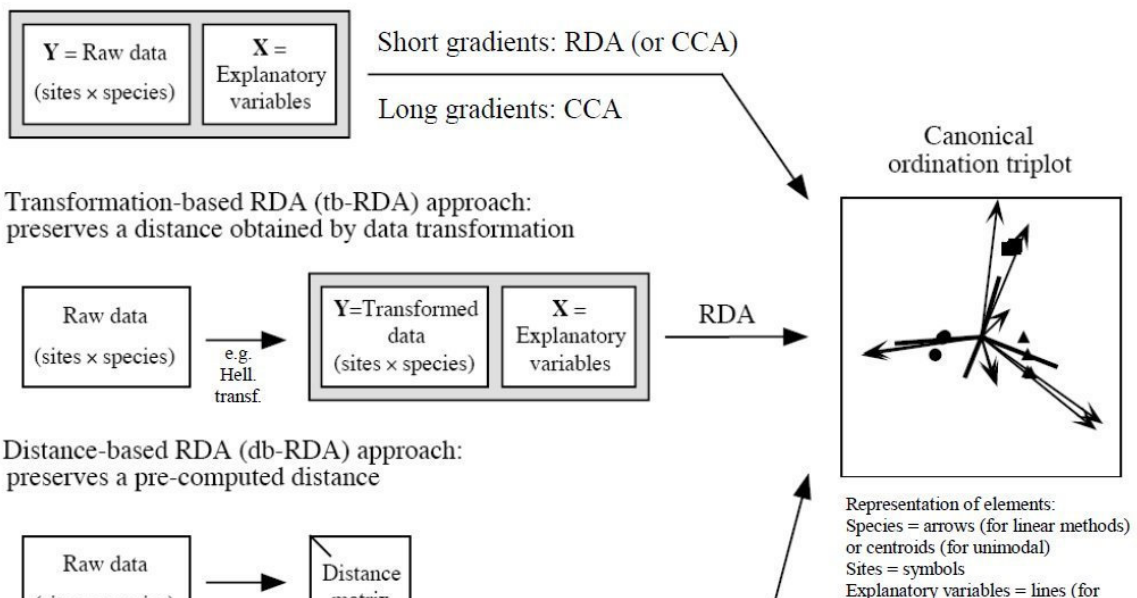 Y = Raw data
(sites × species)
X =
Explanatory
variables
Short gradients: RDA (or CCA)
Long gradients: CCA
Canonical
ordination triplot
Transformation-based RDA (tb-RDA) approach:
preserves a distance obtained by data transformation
Raw data
(sites × species)
e.g.
Hell.
transf.
Y=Transformed
data
(sites × species)
X =
Explanatory
variables
RDA
Distance-based RDA (db-RDA) approach:
preserves a pre-computed distance
Representation of elements:
Species = arrows (for linear methods)
or centroids (for unimodal)
Sites = symbols
Explanatory variables = lines (for
Raw data
Distance